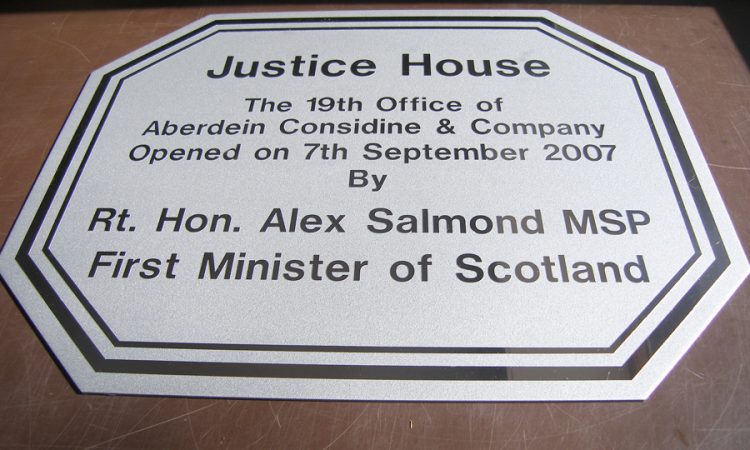 Justice House
The 19th Office of
Aberdein Considine & Company
Opened on 7th September 2007
By
Rt. Hon. Alex Salmond MSP
First Minister of Scotland